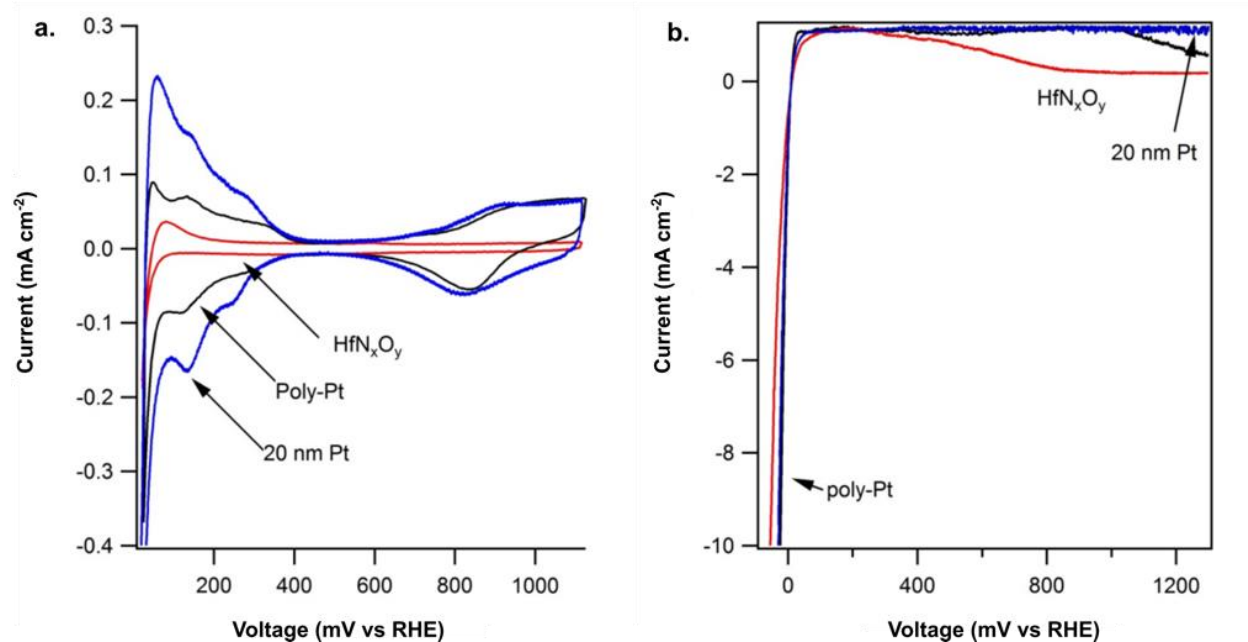 a.
0.3
0.2
0.1
0.0
-0.1
-0.2
-0.3
-0.4
Current (mA cm-2)
HfNxOy
Poly-Pt
20 nm Pt
200 400 600 800 1000
Voltage (mV vs RHE)
b.
0
-2
-4
-6
-8
-10
Current (mA cm-2)
HfNxOy
20 nm Pt
poly-Pt
0 400 800 1200
Voltage (mV vs RHE)